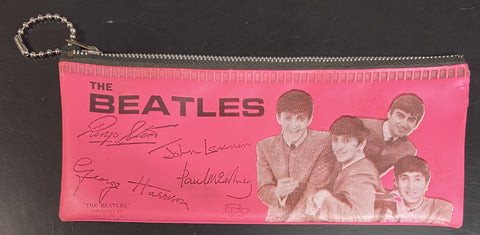 THE
BEATLES
Ringo Starr
John Lennon
George Harrison
Paul McCartney
"THE BEATLES"